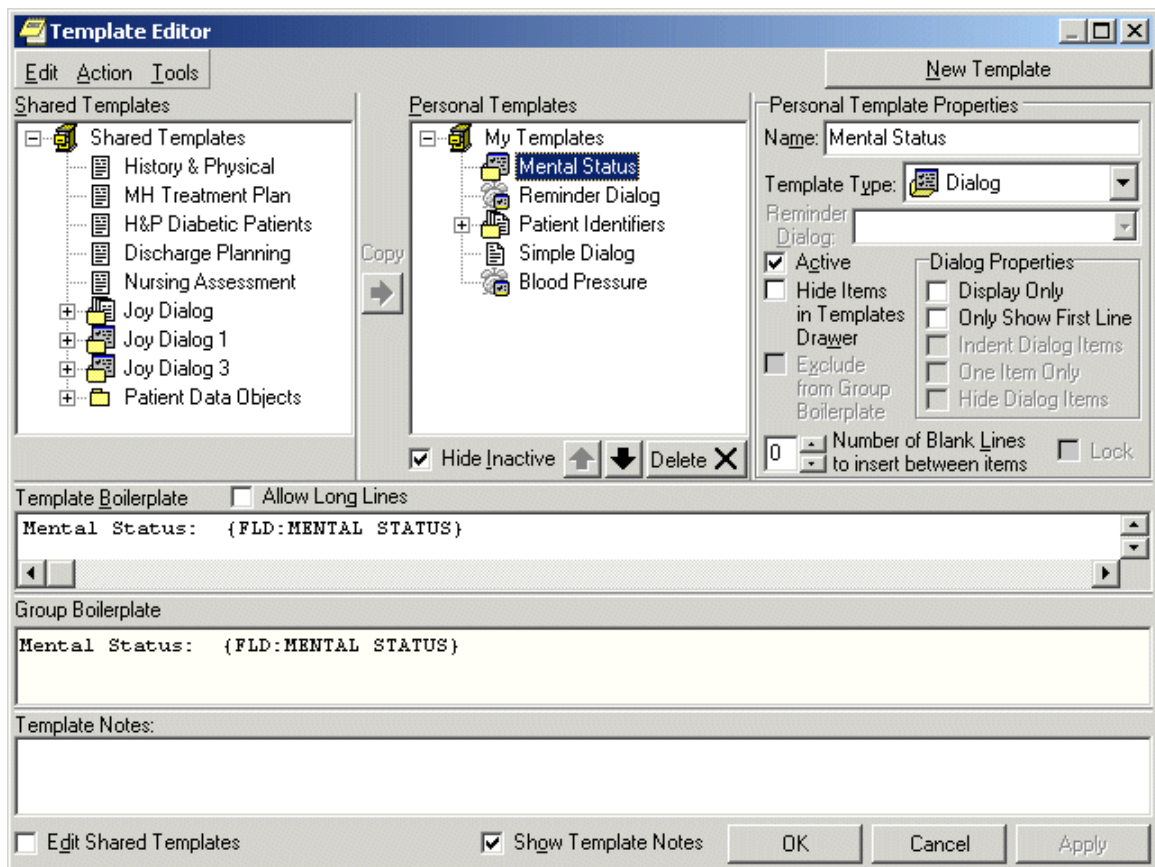 Template Editor
Edit Action Tools
New Template
Shared Templates
Shared Templates
History & Physical
MH Treatment Plan
H&P Diabetic Patients
Discharge Planning
Nursing Assessment
Joy Dialog
Joy Dialog 1
Joy Dialog 3
Patient Data Objects
Copy
Personal Templates
My Templates
Mental Status
Reminder Dialog
Patient Identifiers
Simple Dialog
Blood Pressure
Hide Inactive
Delete
Personal Template Properties
Name: Mental Status
Template Type: Dialog
Reminder
Dialog:
Active
Hide Items
in Templates
Drawer
Exclude
from Group
Boilerplate
Dialog Properties
Display Only
Only Show First Line
Indent Dialog Items
One Item Only
Hide Dialog Items
0 Number of Blank Lines
to insert between items
Lock
Template Boilerplate Allow Long Lines
Mental Status: {FLD:MENTAL STATUS}
Group Boilerplate
Mental Status: {FLD:MENTAL STATUS}
Template Notes:
Edit Shared Templates Show Template Notes OK Cancel Apply